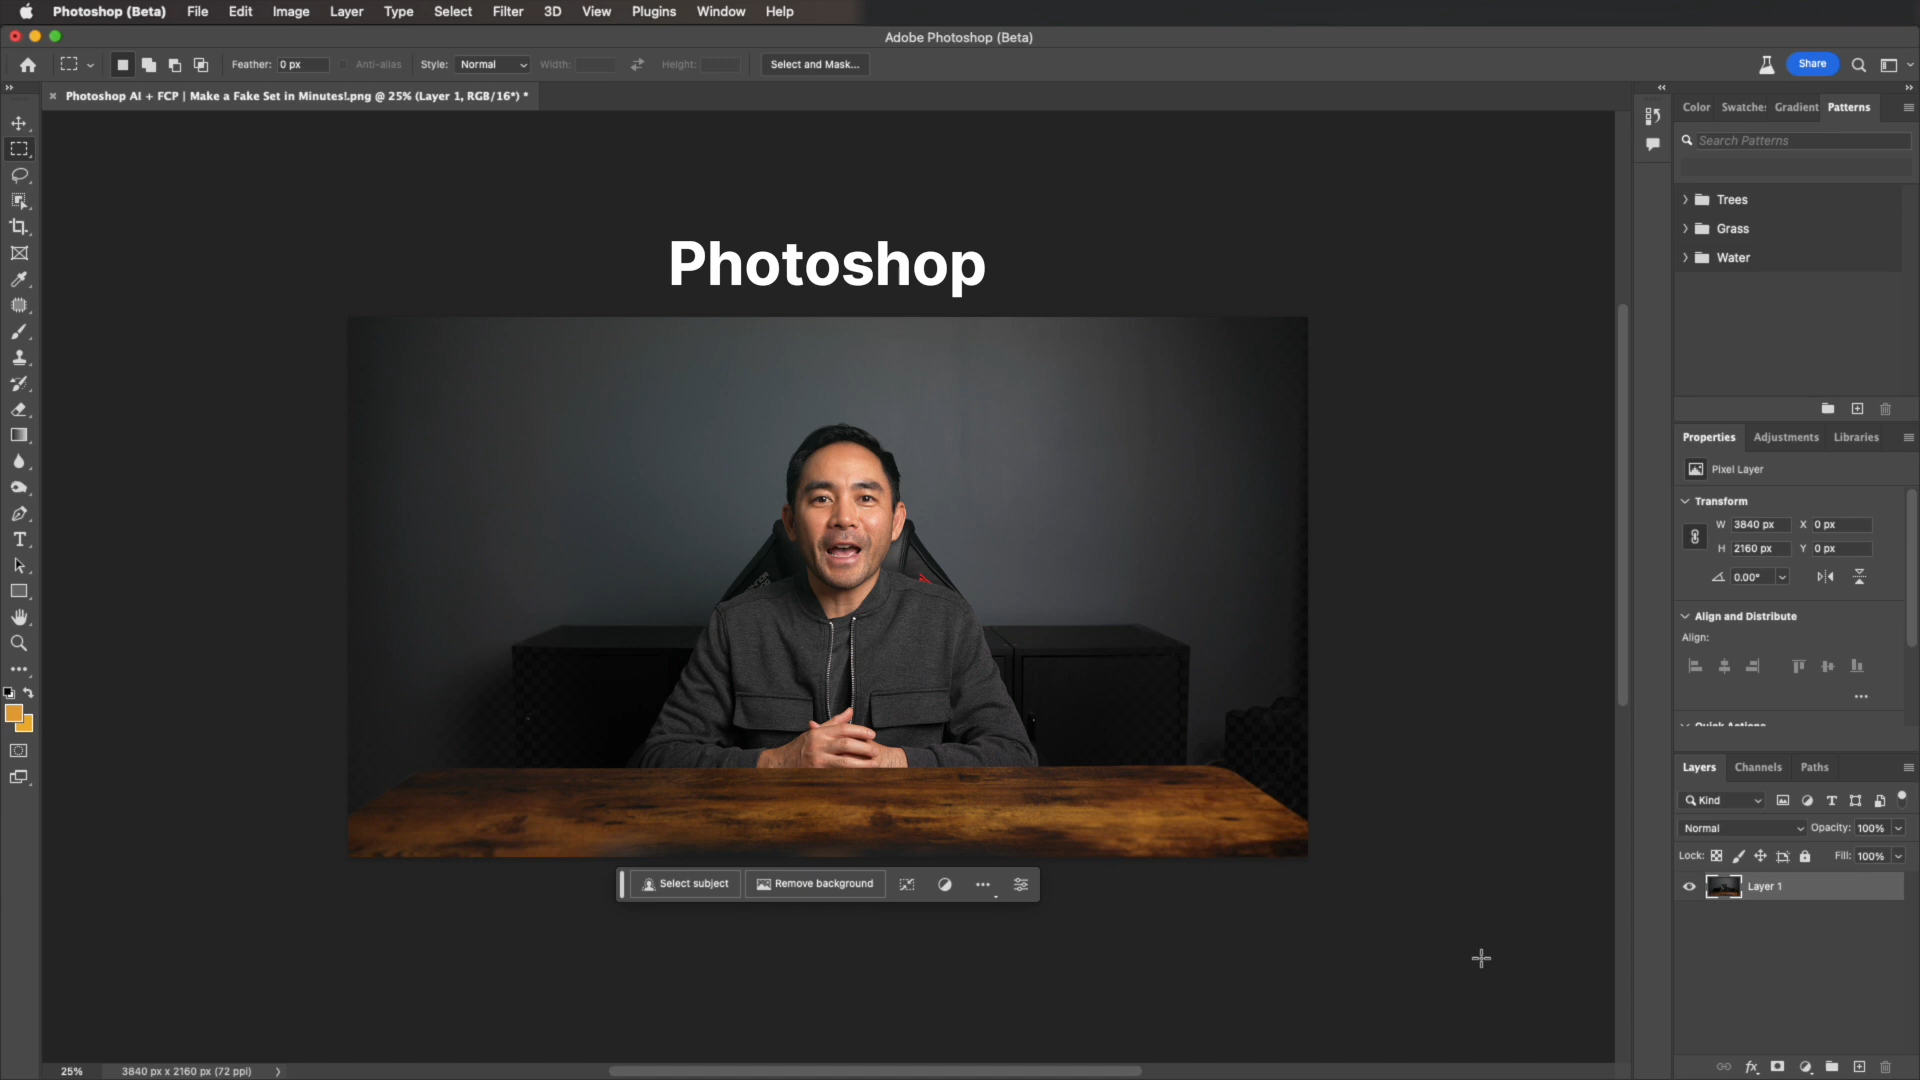 Photoshop (Beta) File Edit Image Layer Type Select Filter 3D View Plugins Window Help
Adobe Photoshop (Beta)
Feather: 0 px Anti-alias Style: Normal Width: Height: Select and Mask... Share
Photoshop AI + FCP | Make a Fake Set in Minutes!.png @ 25% (Layer 1, RGB/16*) *
Color Swatches Gradient Patterns
Search Patterns
Trees
Grass
Water
Photoshop
Properties Adjustments Libraries
Pixel Layer
Transform
W 3840 px X 0 px
H 2160 px Y 0 px
0.00°
Align and Distribute
Align:
Quick Actions
Layers Channels Paths
Kind
Normal Opacity: 100%
Lock: Fill: 100%
Layer 1
Select subject Remove background
25% 3840 px x 2160 px (72 ppi)